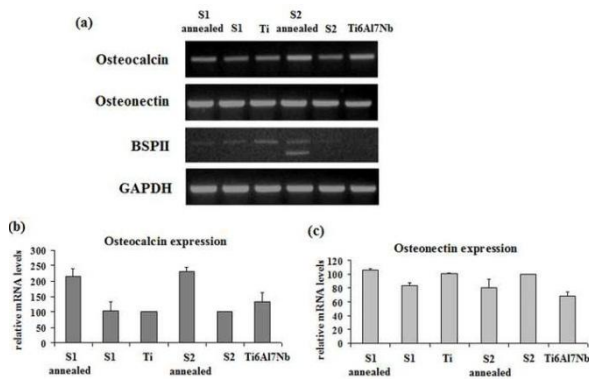 (a)
S1 annealed S1 Ti S2 annealed S2 Ti6Al7Nb
Osteocalcin
Osteonectin
BSPII
GAPDH
(b)
Osteocalcin expression
relative mRNA levels
300
250
200
150
100
50
0
S1 annealed S1 Ti S2 annealed S2 Ti6Al7Nb
(c)
Osteonectin expression
relative mRNA levels
120
100
80
60
40
20
0
S1 annealed S1 Ti S2 annealed S2 Ti6Al7Nb